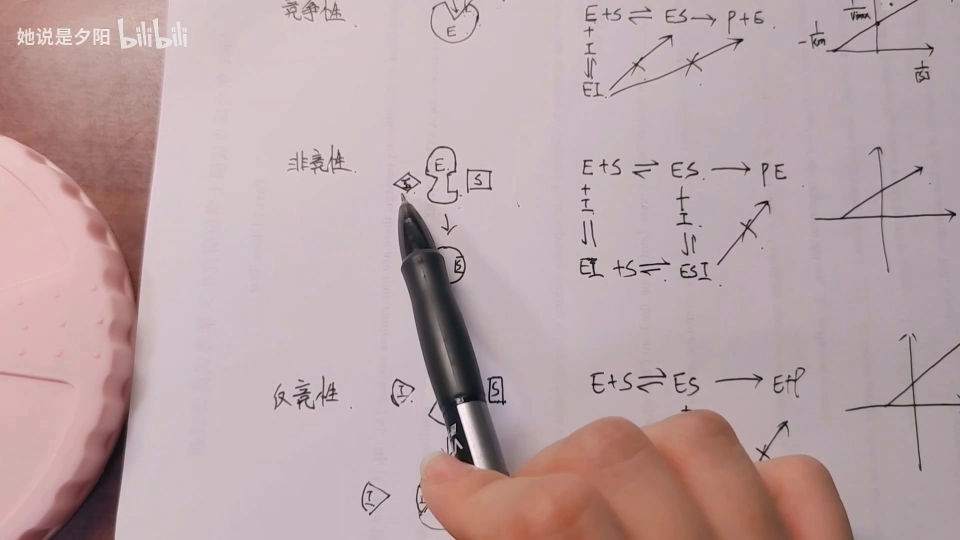 她说是夕阳 bilibili
竞争性
E
E+S ⇌ ES → P+E
+
I
⇌
EI
1/Vmax
-1/Km
1/[S]
非竞性.
I E. S
E+S ⇌ ES. → PE
+ +
I I.
⇌ ⇌
EI +S ⇌ ESI
S
反竞性.
I S
E+S ⇌ ES → E+P
+
I